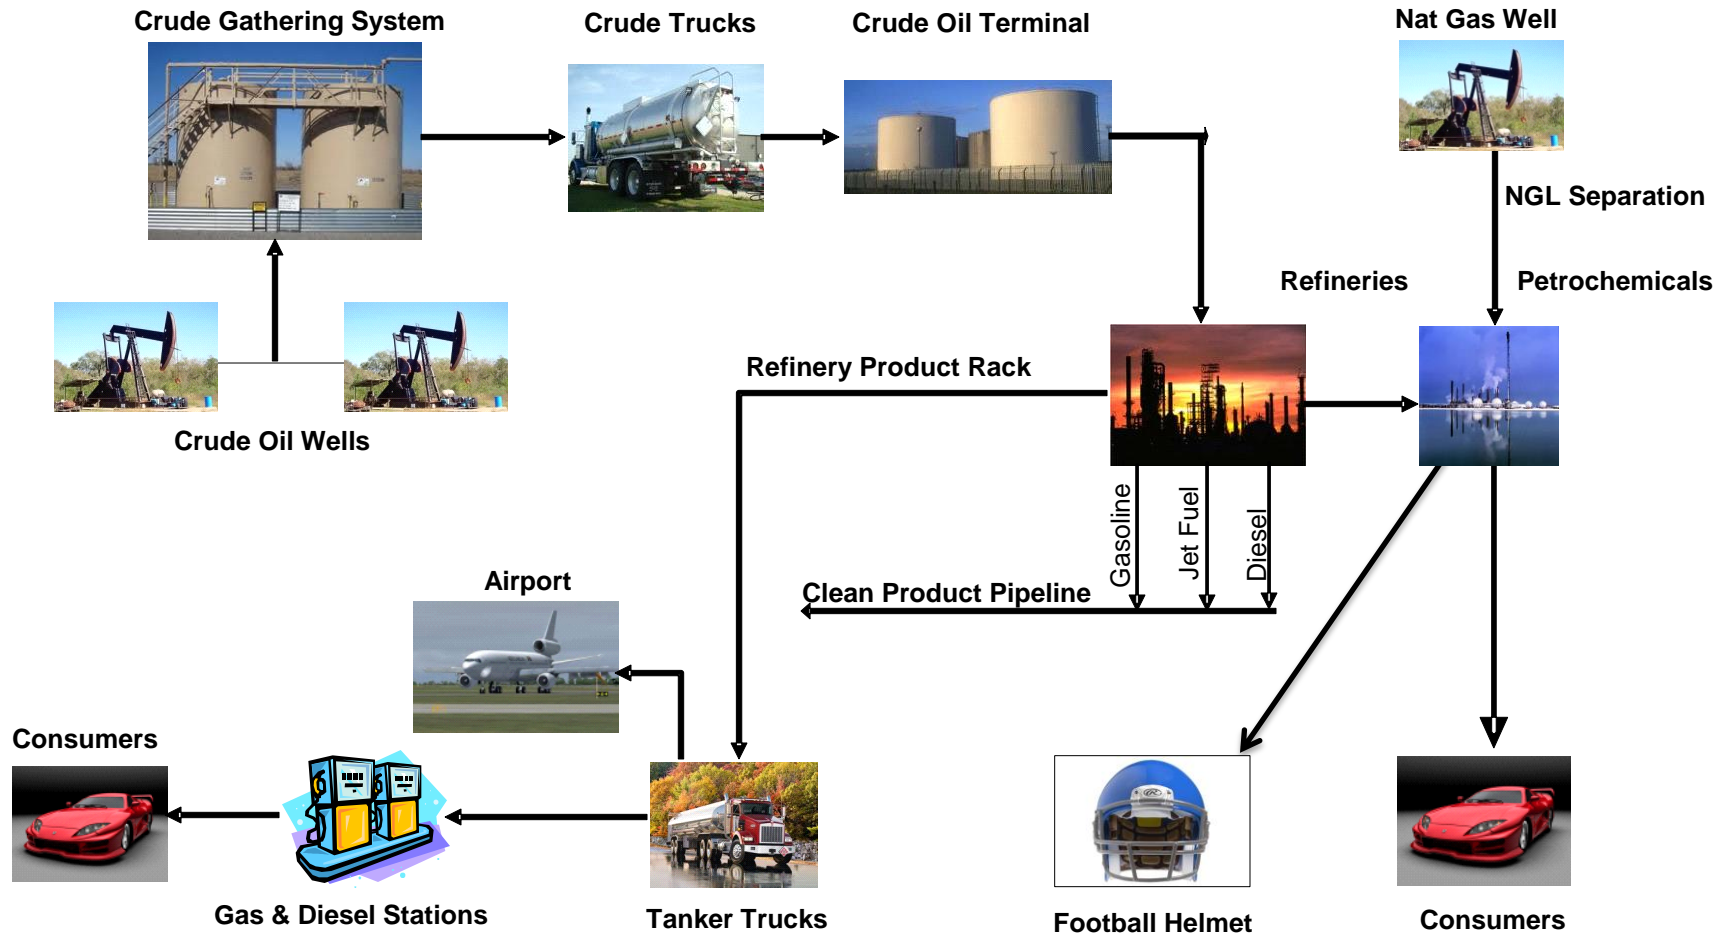 Crude Gathering System
Crude Trucks
Crude Oil Terminal
Nat Gas Well
NGL Separation
Refineries
Petrochemicals
Refinery Product Rack
Crude Oil Wells
Gasoline
Jet Fuel
Diesel
Airport
Clean Product Pipeline
Consumers
Gas & Diesel Stations
Tanker Trucks
Football Helmet
Consumers